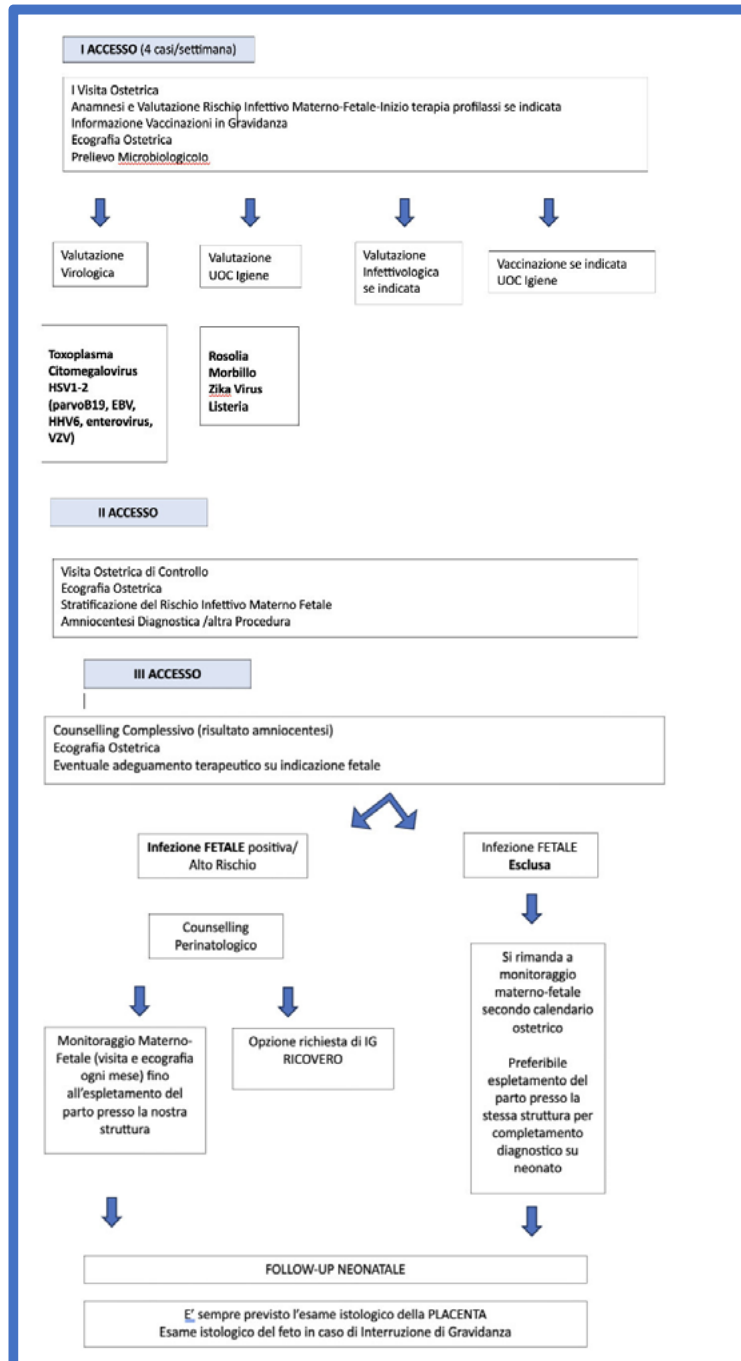 I ACCESSO (4 casi/settimana)
I Visita Ostetrica
Anamnesi e Valutazione Rischio Infettivo Materno-Fetale-Inizio terapia profilassi se indicata
Informazione Vaccinazioni in Gravidanza
Ecografia Ostetrica
Prelievo Microbiologicolo
Valutazione
Virologica
Valutazione
UOC Igiene
Valutazione
Infettivologica
se indicata
Vaccinazione se indicata
UOC Igiene
Toxoplasma
Citomegalovirus
HSV1-2
(parvoB19, EBV,
HHV6, enterovirus,
VZV)
Rosolia
Morbillo
Zika Virus
Listeria
II ACCESSO
Visita Ostetrica di Controllo
Ecografia Ostetrica
Stratificazione del Rischio Infettivo Materno Fetale
Amniocentesi Diagnostica /altra Procedura
III ACCESSO
Counselling Complessivo (risultato amniocentesi)
Ecografia Ostetrica
Eventuale adeguamento terapeutico su indicazione fetale
Infezione FETALE positiva/
Alto Rischio
Infezione FETALE
Esclusa
Counselling
Perinatologico
Monitoraggio Materno-
Fetale (visita e ecografia
ogni mese) fino
all'espletamento del
parto presso la nostra
struttura
Opzione richiesta di IG
RICOVERO
Si rimanda a
monitoraggio
materno-fetale
secondo calendario
ostetrico
Preferibile
espletamento del
parto presso la
stessa struttura per
completamento
diagnostico su
neonato
FOLLOW-UP NEONATALE
E' sempre previsto l'esame istologico della PLACENTA
Esame istologico del feto in caso di Interruzione di Gravidanza